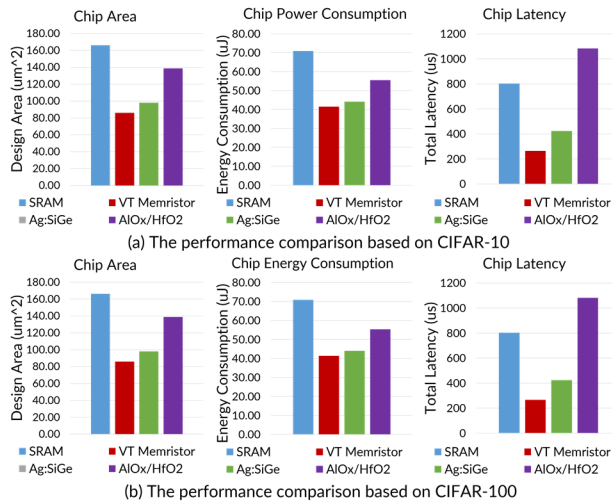 Chip Area
Design Area (um^2)
180.00
160.00
140.00
120.00
100.00
80.00
60.00
40.00
20.00
0.00
SRAM
VT Memristor
Ag:SiGe
AlOx/HfO2
Chip Power Consumption
Energy Consumption (uJ)
80.00
70.00
60.00
50.00
40.00
30.00
20.00
10.00
0.00
SRAM
VT Memristor
Ag:SiGe
AlOx/HfO2
Chip Latency
Total Latency (us)
1200
1000
800
600
400
200
0
SRAM
VT Memristor
Ag:SiGe
AlOx/HfO2
(a) The performance comparison based on CIFAR-10
Chip Area
Design Area (um^2)
180.00
160.00
140.00
120.00
100.00
80.00
60.00
40.00
20.00
0.00
SRAM
VT Memristor
Ag:SiGe
AlOx/HfO2
Chip Energy Consumption
Energy Consumption (uJ)
80.00
70.00
60.00
50.00
40.00
30.00
20.00
10.00
0.00
SRAM
VT Memristor
Ag:SiGe
AlOx/HfO2
Chip Latency
Total Latency (us)
1200
1000
800
600
400
200
0
SRAM
VT Memristor
Ag:SiGe
AlOx/HfO2
(b) The performance comparison based on CIFAR-100